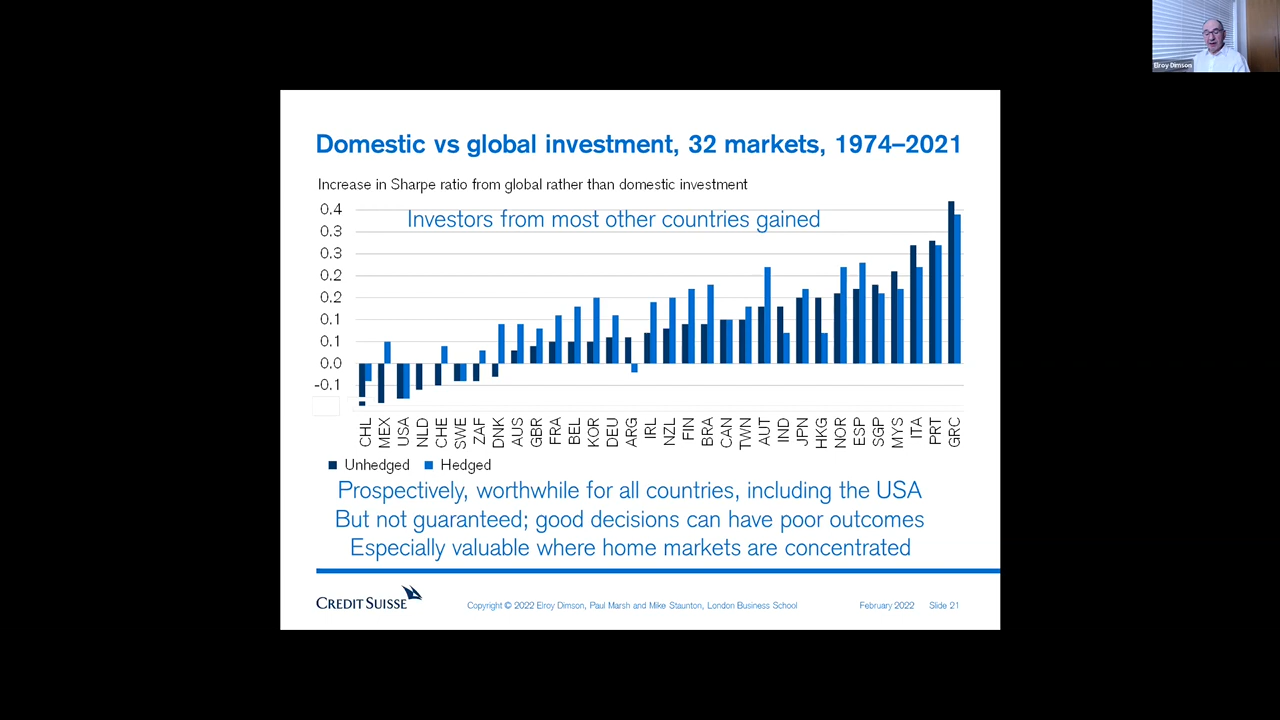 Elroy Dimson
Domestic vs global investment, 32 markets, 1974–2021
Increase in Sharpe ratio from global rather than domestic investment
Investors from most other countries gained
0.4
0.3
0.3
0.2
0.2
0.1
0.1
0.0
-0.1
CHL MEX USA NLD CHE SWE ZAF DNK AUS GBR FRA BEL KOR DEU ARG IRL NZL FIN BRA CAN TWN AUT IND JPN HKG NOR ESP SGP MYS ITA PRT GRC
Unhedged Hedged
Prospectively, worthwhile for all countries, including the USA
But not guaranteed; good decisions can have poor outcomes
Especially valuable where home markets are concentrated
CREDIT SUISSE Copyright © 2022 Elroy Dimson, Paul Marsh and Mike Staunton, London Business School February 2022 Slide 21